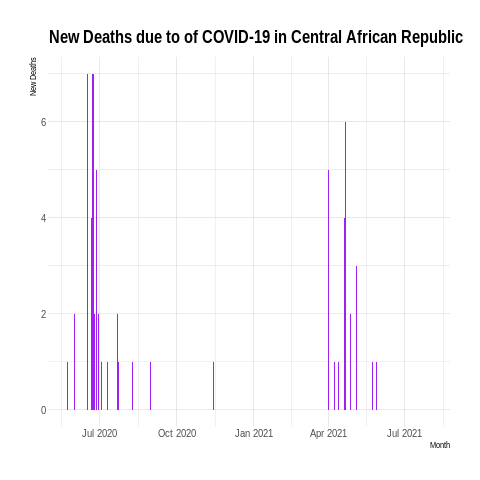 New Deaths due to of COVID-19 in Central African Republic
New Deaths
6
4
2
0
Jul 2020 Oct 2020 Jan 2021 Apr 2021 Jul 2021
Month